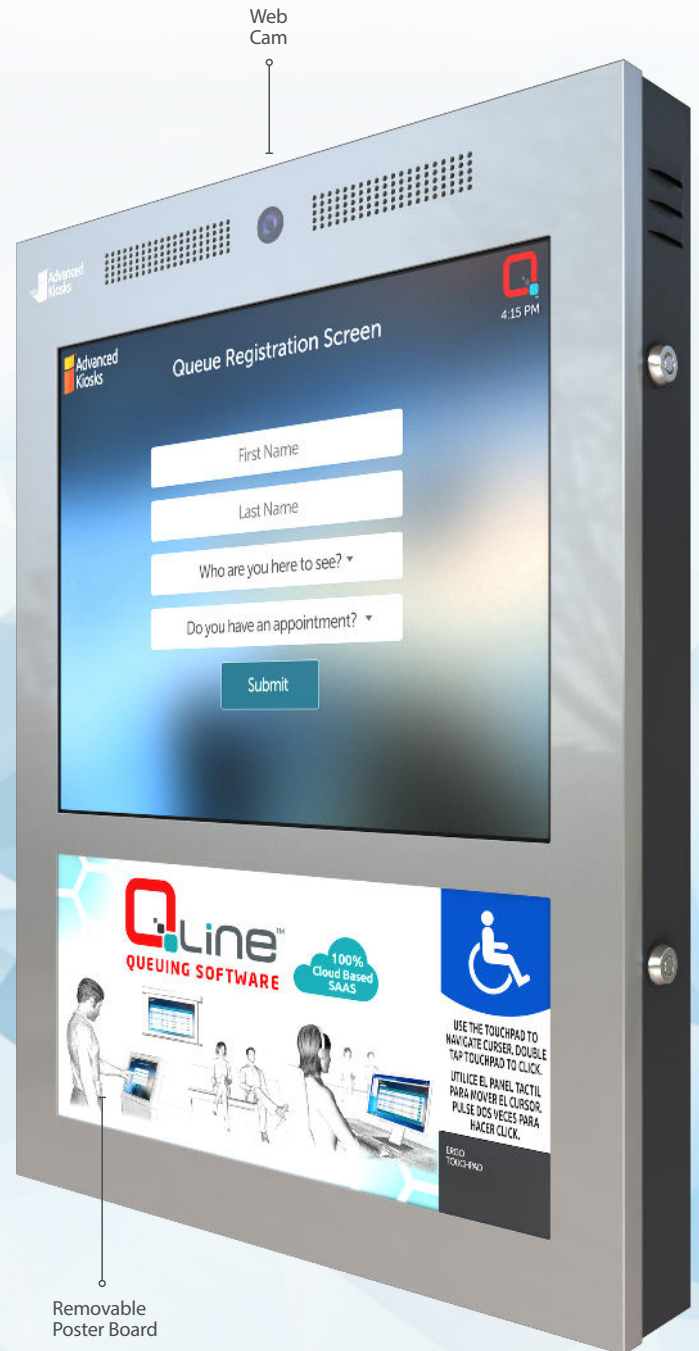 Web
Cam
Advanced
Kiosks
Advanced
Kiosks
Queue Registration Screen
4:15 PM
First Name
Last Name
Who are you here to see?
Do you have an appointment?
Submit
QLine™
QUEUING SOFTWARE
100%
Cloud Based
SAAS
USE THE TOUCHPAD TO
NAVIGATE CURSER. DOUBLE
TAP TOUCHPAD TO CLICK.
UTILICE EL PANEL TACTIL
PARA MOVER EL CURSOR.
PULSE DOS VECES PARA
HACER CLICK.
ERGO
TOUCHPAD
Removable
Poster Board